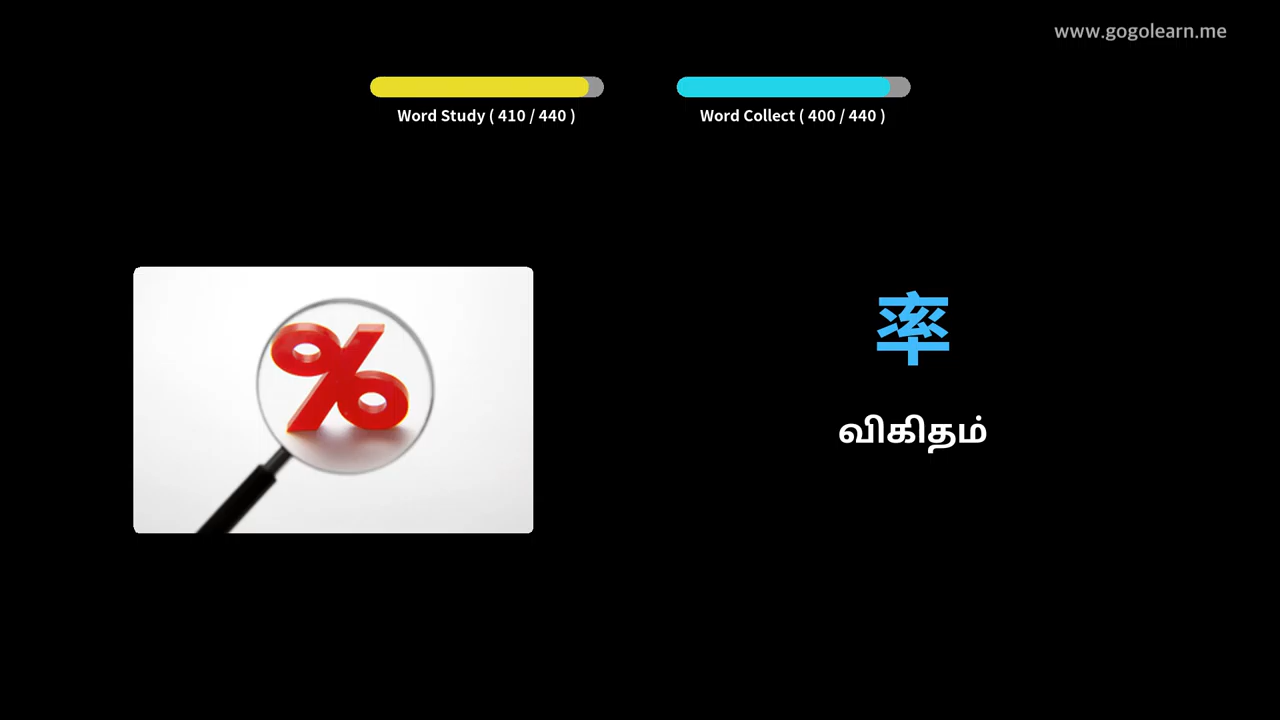 www.gogolearn.me
Word Study ( 410 / 440 )
Word Collect ( 400 / 440 )
%
率
விகிதம்